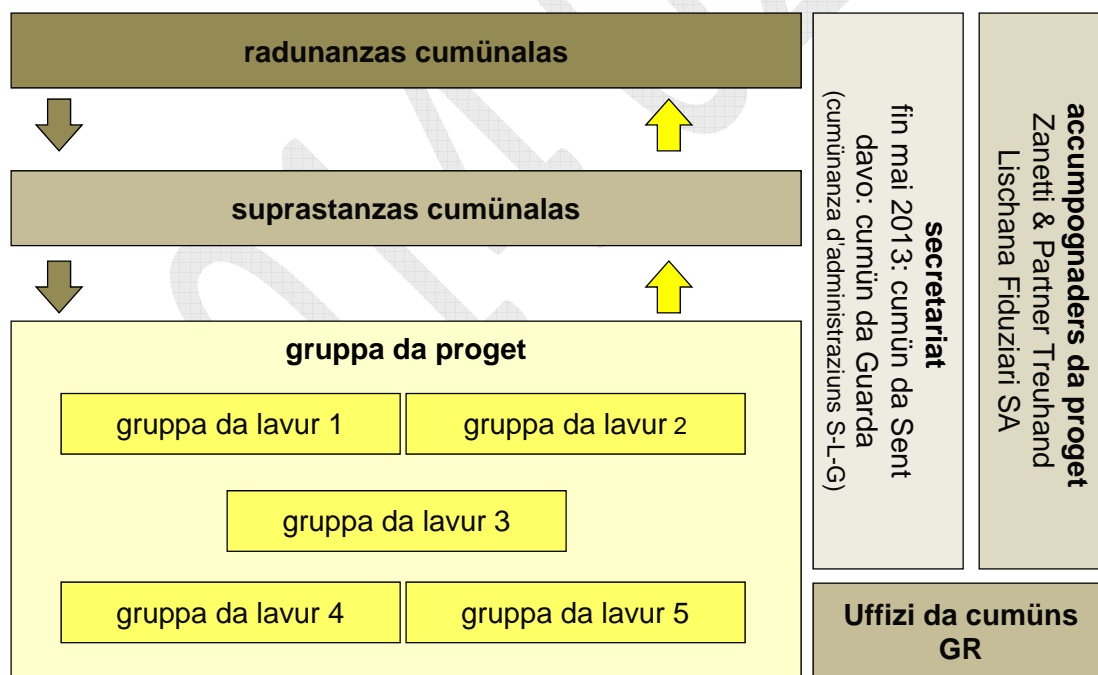 radunanzas cumünalas
suprastanzas cumünalas
gruppa da proget
gruppa da lavur 1
gruppa da lavur 2
gruppa da lavur 3
gruppa da lavur 4
gruppa da lavur 5
secretariat
fin mai 2013: cumün da Sent
davo: cumün da Guarda
(cumünanza d'administraziuns S-L-G)
accumpognaders da proget
Zanetti & Partner Treuhand
Lischana Fiduziari SA
Uffizi da cumüns
GR